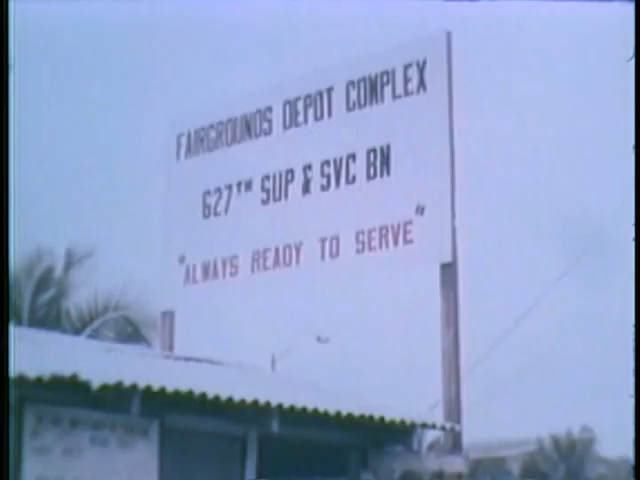 FAIRGROUNDS DEPOT COMPLEX
627TH SUP & SVC BN
"ALWAYS READY TO SERVE"